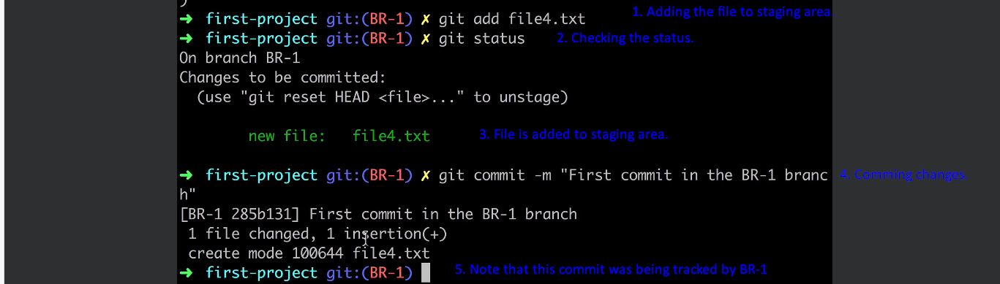 )
➜ first-project git:(BR-1) ✗ git add file4.txt 1. Adding the file to staging area.
➜ first-project git:(BR-1) ✗ git status 2. Checking the status.
On branch BR-1
Changes to be committed:
(use "git reset HEAD <file>..." to unstage)
new file: file4.txt 3. File is added to staging area.
➜ first-project git:(BR-1) ✗ git commit -m "First commit in the BR-1 branc 4. Comming changes.
h"
[BR-1 285b131] First commit in the BR-1 branch
1 file changed, 1 insertion(+)
create mode 100644 file4.txt
➜ first-project git:(BR-1) 5. Note that this commit was being tracked by BR-1